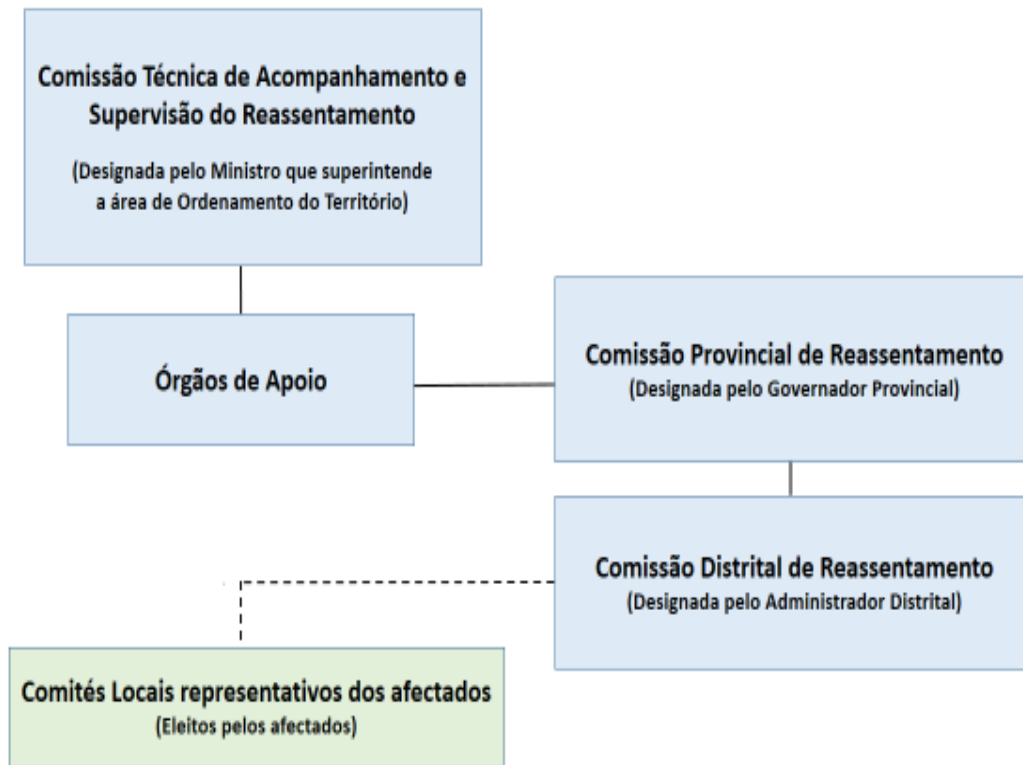 Comissão Técnica de Acompanhamento e
Supervisão do Reassentamento
(Designada pelo Ministro que superintende
a área de Ordenamento do Território)
Órgãos de Apoio
Comissão Provincial de Reassentamento
(Designada pelo Governador Provincial)
Comissão Distrital de Reassentamento
(Designada pelo Administrador Distrital)
Comités Locais representativos dos afectados
(Eleitos pelos afectados)